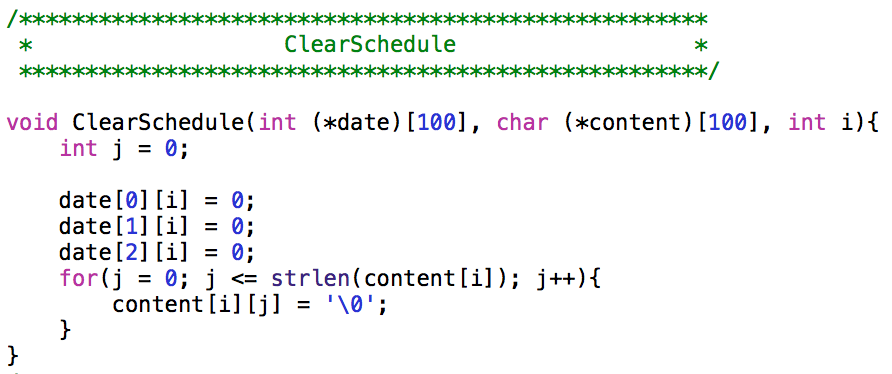 /****************************************************
 *                   ClearSchedule                  *
 ****************************************************/

void ClearSchedule(int (*date)[100], char (*content)[100], int i){
    int j = 0;

    date[0][i] = 0;
    date[1][i] = 0;
    date[2][i] = 0;
    for(j = 0; j <= strlen(content[i]); j++){
        content[i][j] = '\0';
    }
}